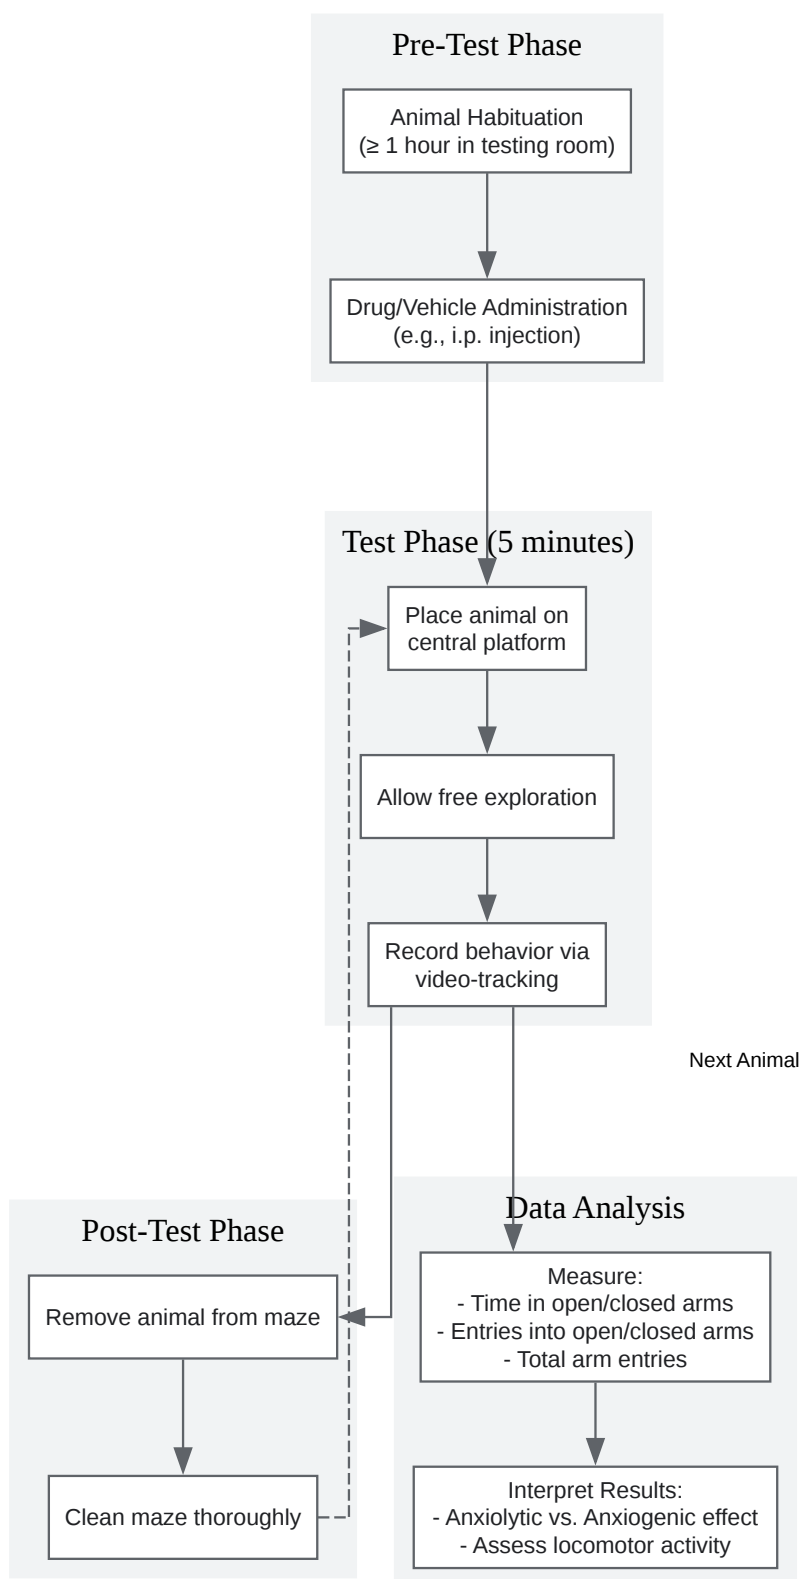 Pre-Test Phase
Animal Habituation
(≥ 1 hour in testing room)
Drug/Vehicle Administration
(e.g., i.p. injection)
Test Phase (5 minutes)
Place animal on
central platform
Allow free exploration
Record behavior via
video-tracking
Next Animal
Post-Test Phase
Remove animal from maze
Clean maze thoroughly
Data Analysis
Measure:
- Time in open/closed arms
- Entries into open/closed arms
- Total arm entries
Interpret Results:
- Anxiolytic vs. Anxiogenic effect
- Assess locomotor activity